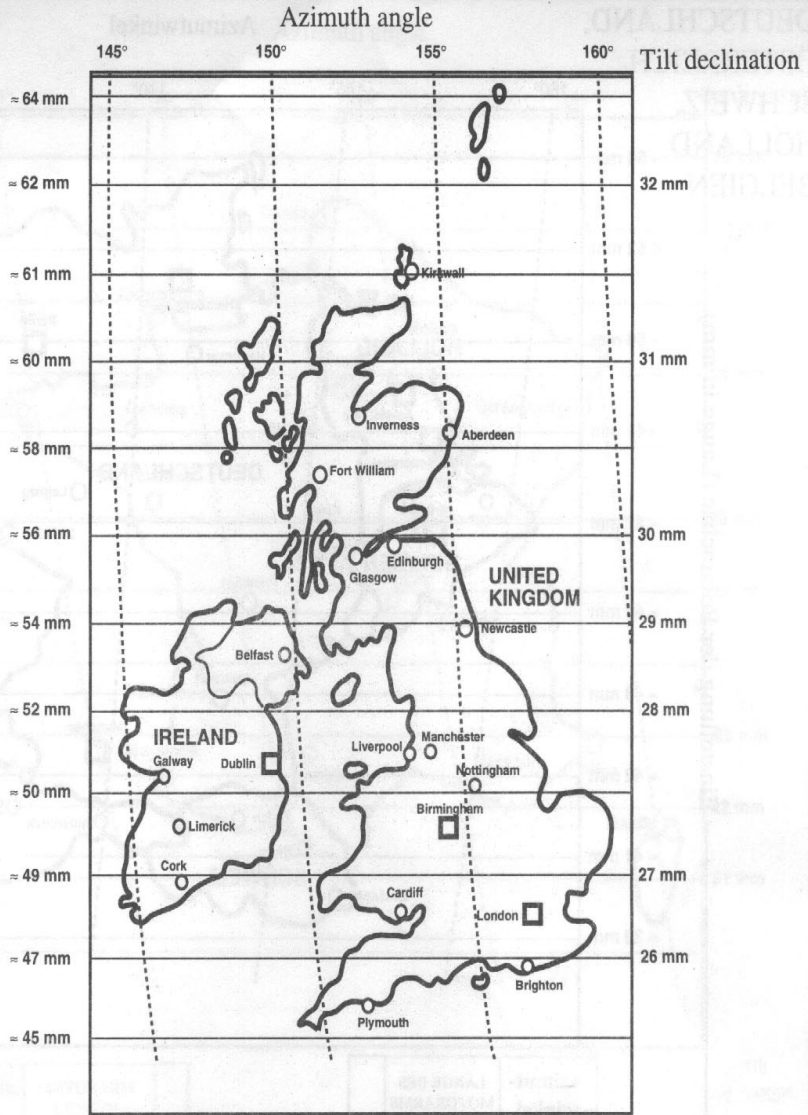 Azimuth angle
145° 150° 155° 160°
Tilt declination
≈ 64 mm
≈ 62 mm 32 mm
≈ 61 mm Kirkwall
≈ 60 mm 31 mm
Inverness
Aberdeen
≈ 58 mm
Fort William
≈ 56 mm 30 mm
Edinburgh
Glasgow
UNITED
KINGDOM
≈ 54 mm 29 mm
Newcastle
Belfast
≈ 52 mm 28 mm
IRELAND
Manchester
Liverpool
Galway Dublin
Nottingham
≈ 50 mm
Birmingham
Limerick
Cork
≈ 49 mm 27 mm
Cardiff
London
≈ 47 mm 26 mm
Brighton
Plymouth
≈ 45 mm